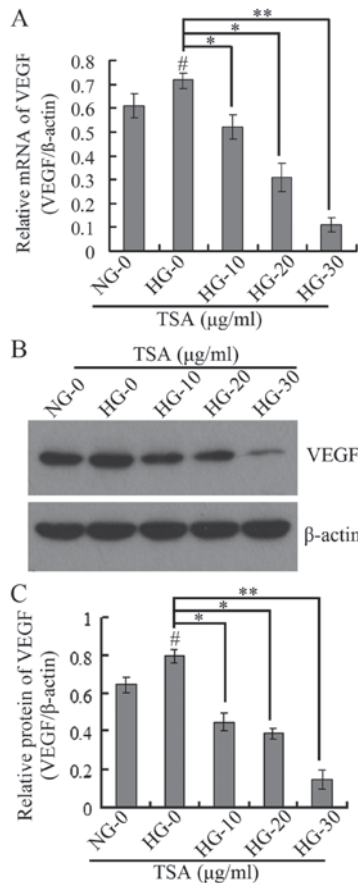 A
**
*
*
#
Relative mRNA of VEGF
(VEGF/ß-actin)
0.8
0.7
0.6
0.5
0.4
0.3
0.2
0.1
0
NG-0 HG-0 HG-10 HG-20 HG-30
TSA (µg/ml)
B
TSA (µg/ml)
NG-0 HG-0 HG-10 HG-20 HG-30
VEGF
β-actin
C
**
*
*
#
Relative protein of VEGF
(VEGF/β-actin)
1
0.8
0.6
0.4
0.2
0
NG-0 HG-0 HG-10 HG-20 HG-30
TSA (µg/ml)